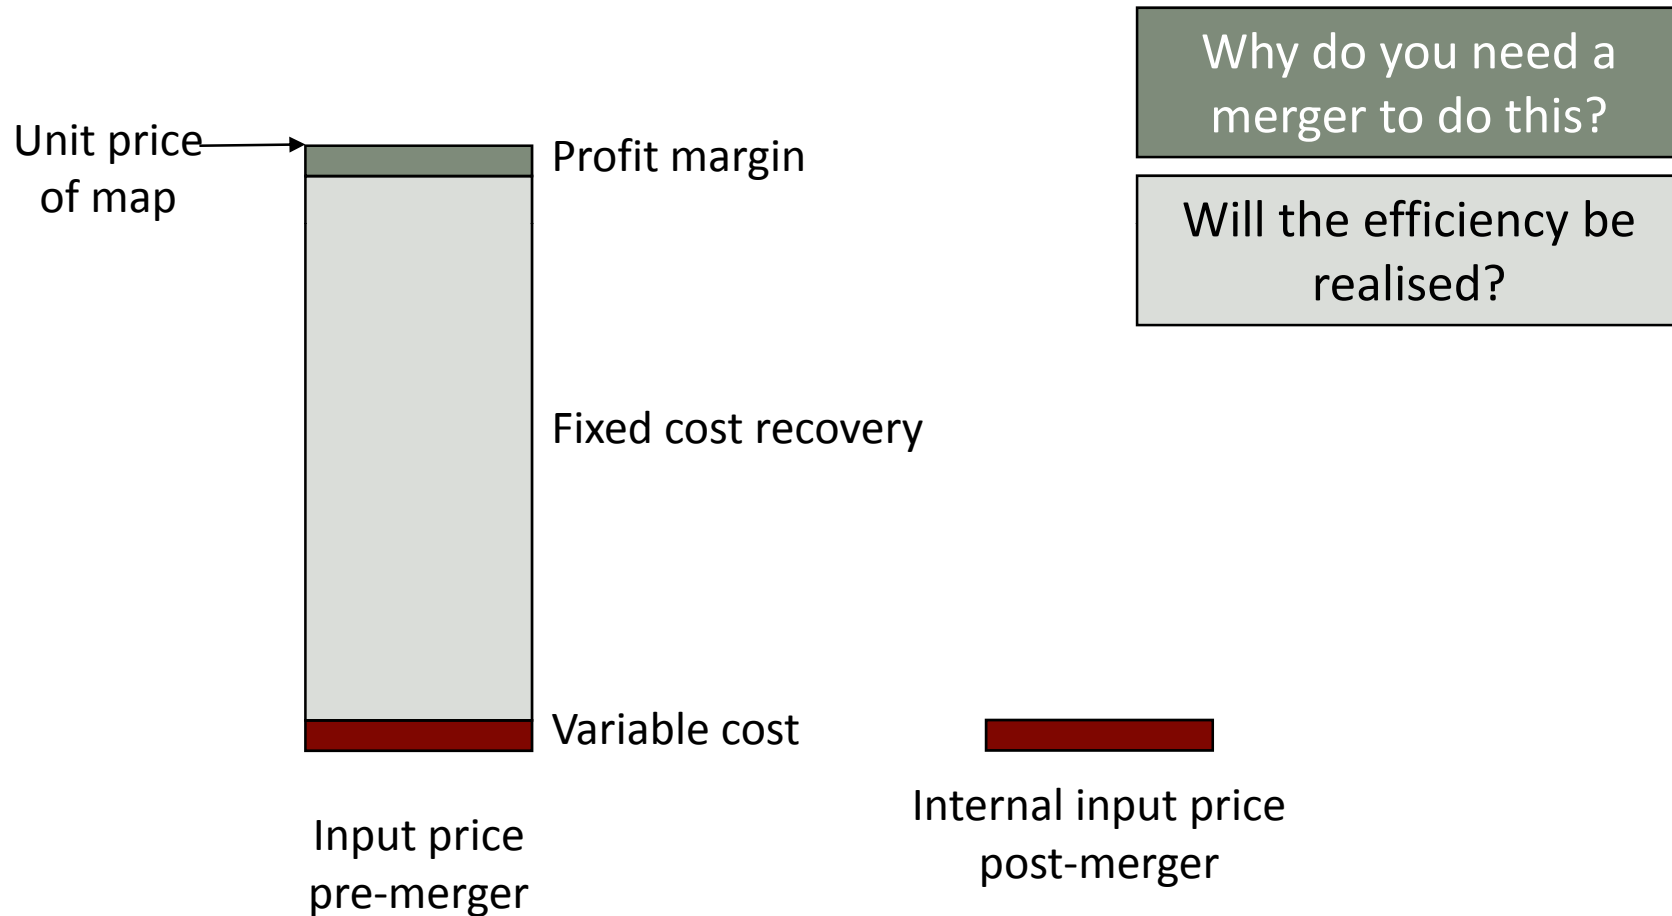 Why do you need a
merger to do this?
Will the efficiency be
realised?
Unit price
of map
Profit margin
Fixed cost recovery
Variable cost
Input price
pre-merger
Internal input price
post-merger